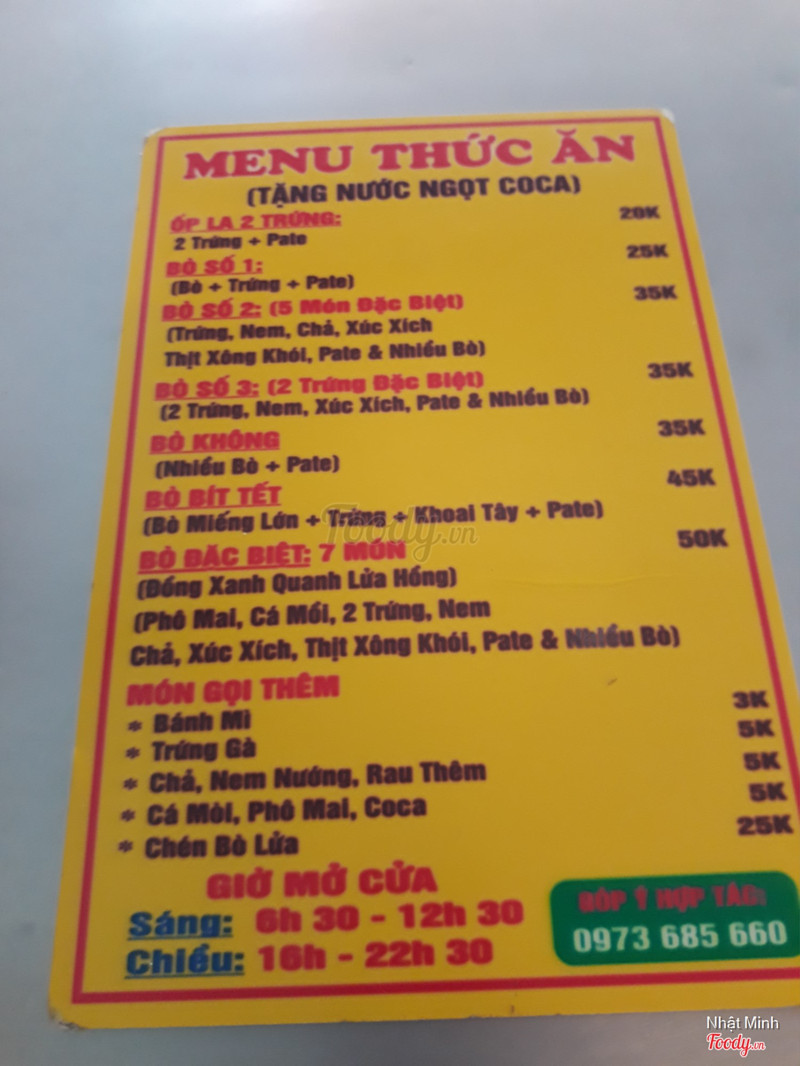 MENU THỨC ĂN
(TẶNG NƯỚC NGỌT COCA)
ỐP LA 2 TRỨNG: 20K
2 Trứng + Pate
BÒ SỐ 1: 25K
(Bò + Trứng + Pate)
BÒ SỐ 2: (5 Món Đặc Biệt) 35K
(Trứng, Nem, Chả, Xúc Xích
Thịt Xông Khói, Pate & Nhiều Bò)
BÒ SỐ 3: (2 Trứng Đặc Biệt) 35K
(2 Trứng, Nem, Xúc Xích, Pate & Nhiều Bò)
BÒ KHÔNG 35K
(Nhiều Bò + Pate)
BÒ BÍT TẾT 45K
(Bò Miếng Lớn + Trứng + Khoai Tây + Pate)
BÒ ĐẶC BIỆT: 7 MÓN 50K
(Đồng Xanh Quanh Lửa Hồng)
(Phô Mai, Cá Mồi, 2 Trứng, Nem
Chả, Xúc Xích, Thịt Xông Khói, Pate & Nhiều Bò)
MÓN GỌI THÊM
* Bánh Mì 3K
* Trứng Gà 5K
* Chả, Nem Nướng, Rau Thêm 5K
* Cá Mòi, Phô Mai, Coca 5K
* Chén Bò Lửa 25K
GIỜ MỞ CỬA
Sáng: 6h 30 - 12h 30
Chiều: 16h - 22h 30
GÓP Ý HỢP TÁC:
0973 685 660
Foody.vn
Nhật Minh
Foody.vn